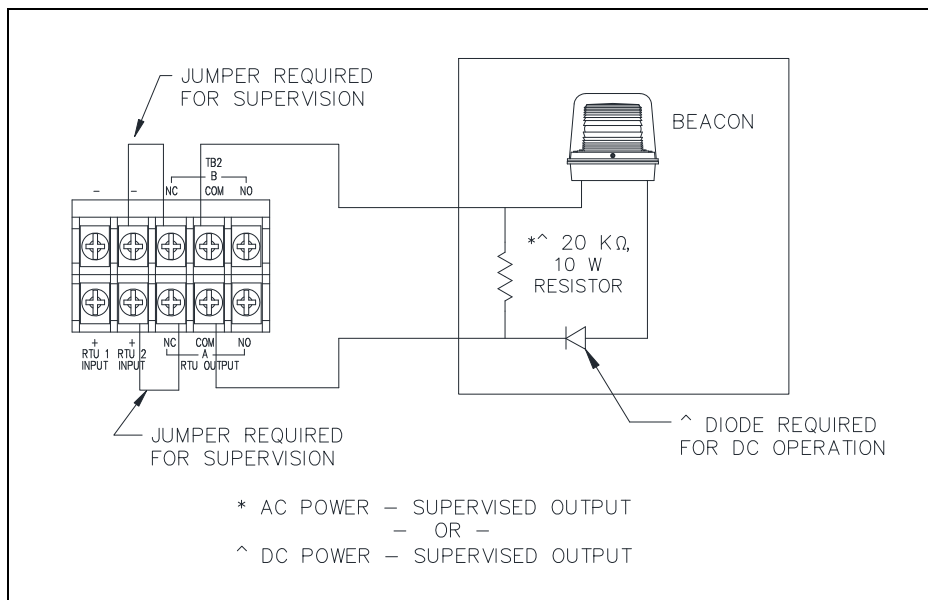 JUMPER REQUIRED
FOR SUPERVISION
BEACON
TB2
B
– – NC COM NO
*^ 20 KΩ,
10 W
RESISTOR
+ + NC COM NO
RTU 1 RTU 2 A
INPUT INPUT RTU OUTPUT
JUMPER REQUIRED
FOR SUPERVISION
^ DIODE REQUIRED
FOR DC OPERATION
* AC POWER – SUPERVISED OUTPUT
– OR –
^ DC POWER – SUPERVISED OUTPUT